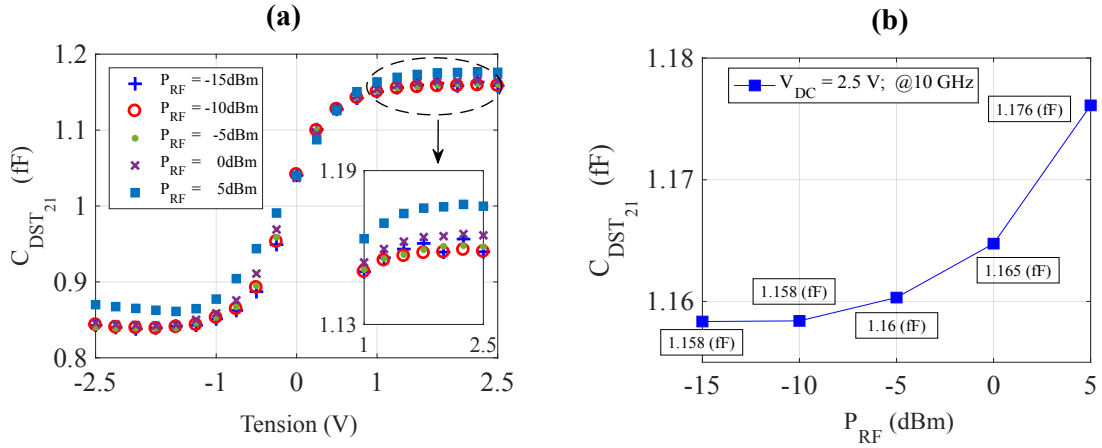 (a)
C_DST_21 (fF)
1.2
1.1
1
0.9
0.8
P_RF = -15dBm
P_RF = -10dBm
P_RF = -5dBm
P_RF = 0dBm
P_RF = 5dBm
1.19
1.13
1
2.5
-2.5
-1
0
1
2.5
Tension (V)
(b)
C_DST_21 (fF)
1.18
1.17
1.16
V_DC = 2.5 V; @10 GHz
1.176 (fF)
1.165 (fF)
1.158 (fF)
1.16 (fF)
1.158 (fF)
-15
-10
-5
0
5
P_RF (dBm)